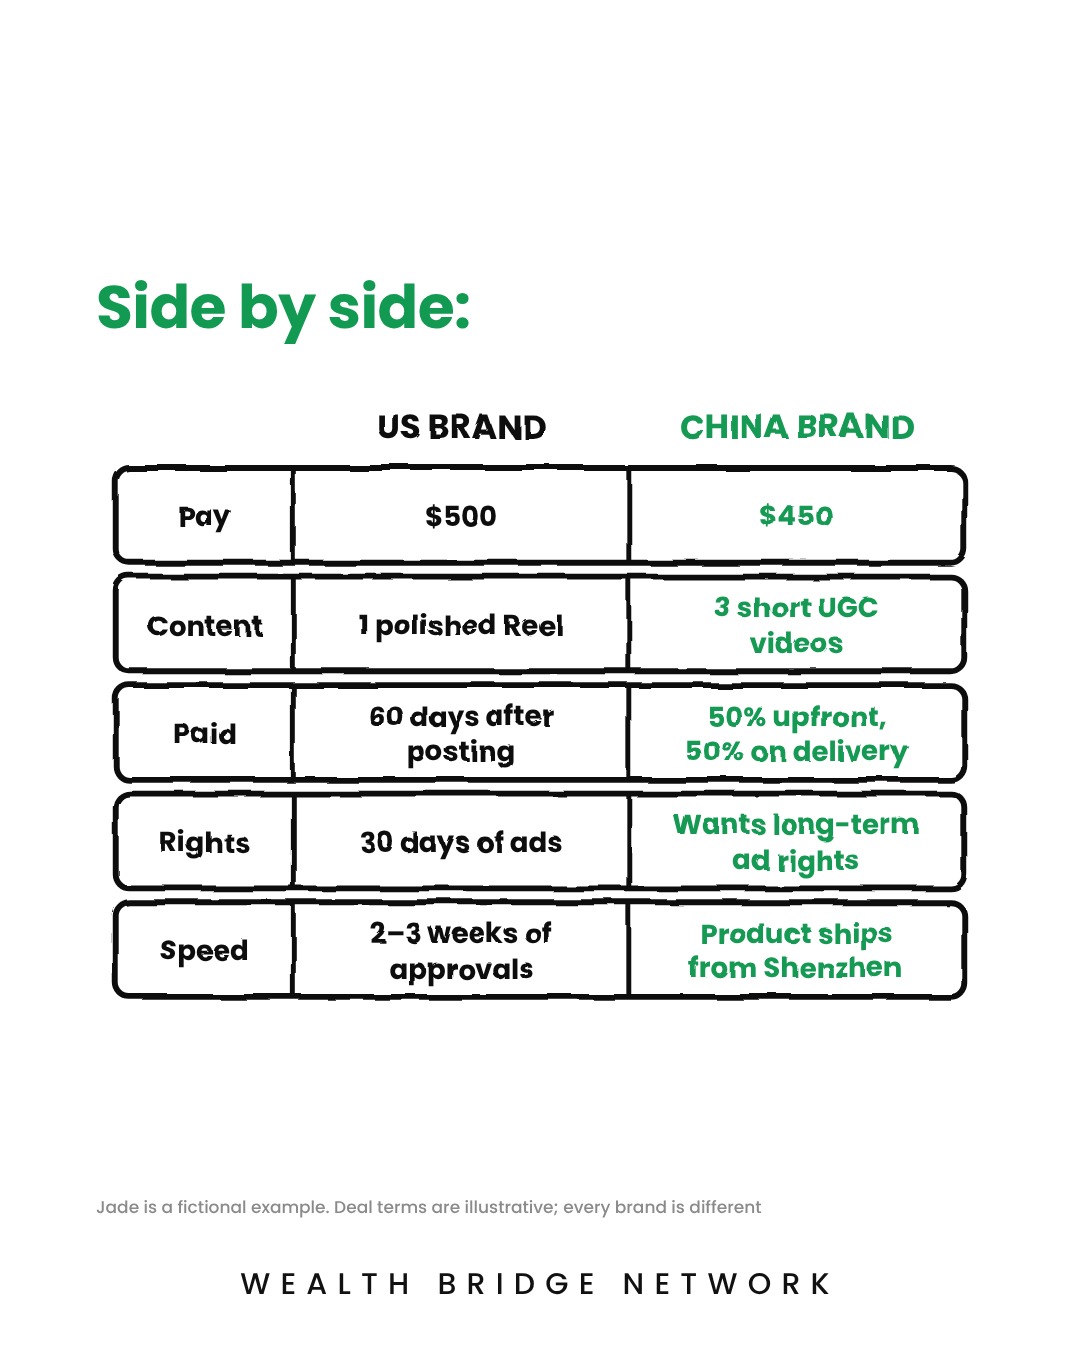 Side by side:
US BRAND CHINA BRAND
Pay $500 $450
Content 1 polished Reel 3 short UGC
videos
Paid 60 days after
posting 50% upfront,
50% on delivery
Rights 30 days of ads Wants long-term
ad rights
Speed 2–3 weeks of
approvals Product ships
from Shenzhen
Jade is a fictional example. Deal terms are illustrative; every brand is different
WEALTH BRIDGE NETWORK